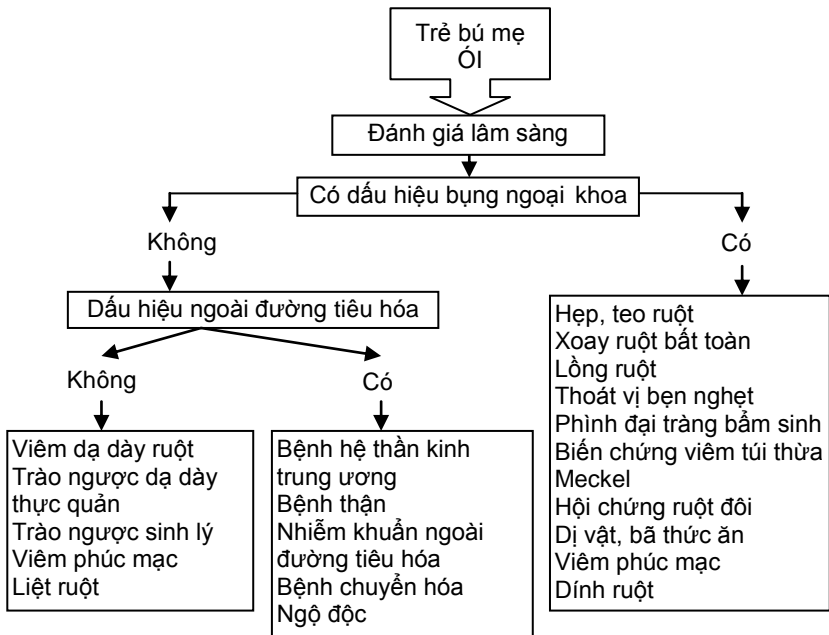 Trẻ bú mẹ
ÓI
Đánh giá lâm sàng
Có dấu hiệu bụng ngoại khoa
Không
Có
Dấu hiệu ngoài đường tiêu hóa
Không
Có
Viêm dạ dày ruột
Trào ngược dạ dày
thực quản
Trào ngược sinh lý
Viêm phúc mạc
Liệt ruột
Bệnh hệ thần kinh
trung ương
Bệnh thận
Nhiễm khuẩn ngoài
đường tiêu hóa
Bệnh chuyển hóa
Ngộ độc
Hẹp, teo ruột
Xoay ruột bất toàn
Lồng ruột
Thoát vị bẹn nghẹt
Phình đại tràng bẩm sinh
Biến chứng viêm túi thừa
Meckel
Hội chứng ruột đôi
Dị vật, bã thức ăn
Viêm phúc mạc
Dính ruột